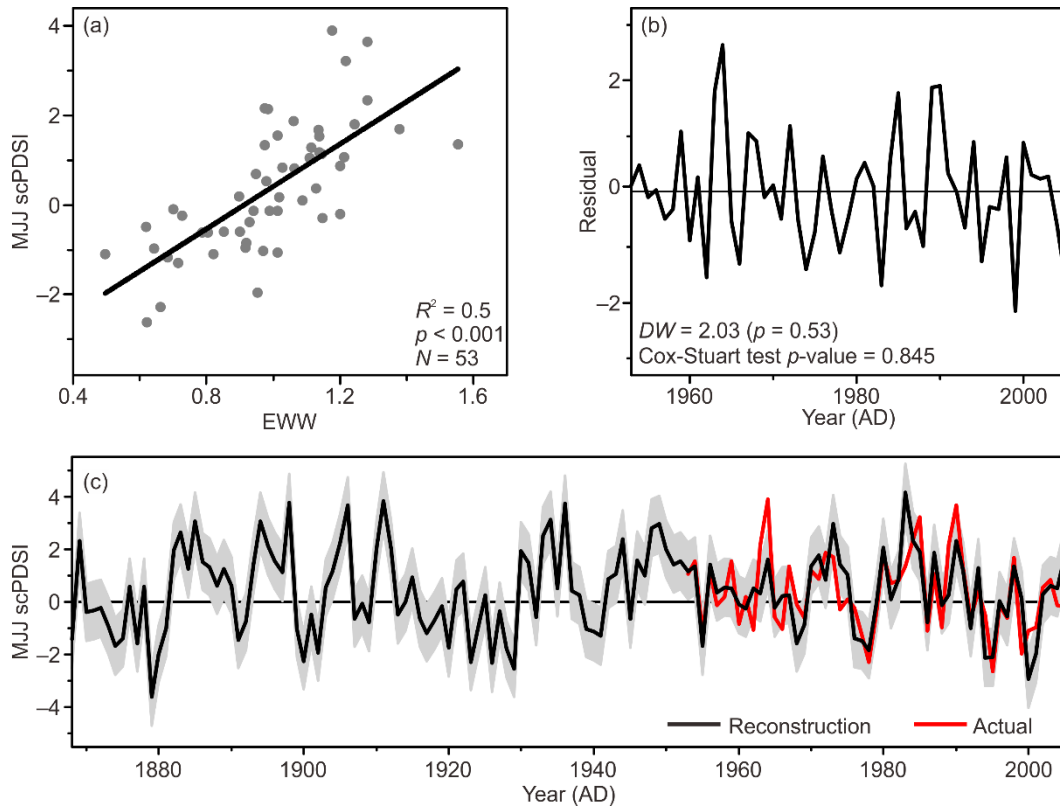 (a)
4
2
0
−2
MJJ scPDSI
R² = 0.5
p < 0.001
N = 53
0.4 0.8 1.2 1.6
EWW
(b)
2
0
−2
Residual
DW = 2.03 (p = 0.53)
Cox-Stuart test p-value = 0.845
1960 1980 2000
Year (AD)
(c)
4
2
0
−2
−4
MJJ scPDSI
Reconstruction Actual
1880 1900 1920 1940 1960 1980 2000
Year (AD)